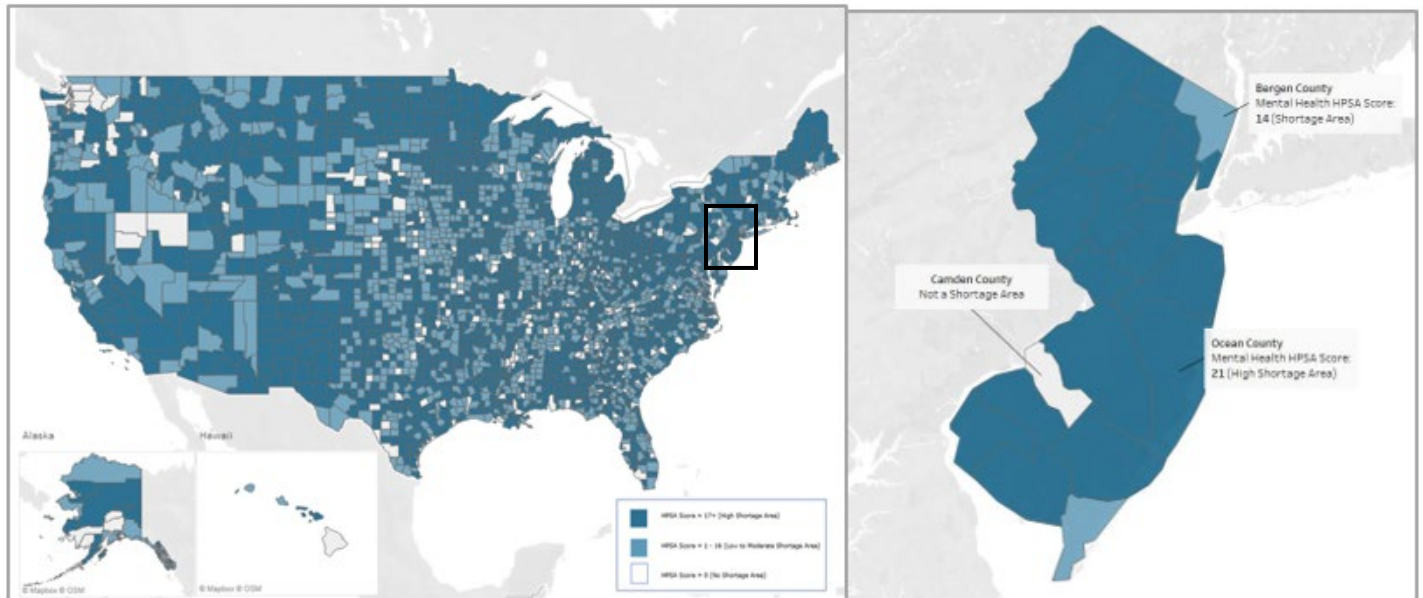 Alaska
Hawaii
© Mapbox © OSM
© Mapbox © OSM
HPSA Score = 17+ (High Shortage Area)
HPSA Score = 1 - 16 (Low to Moderate Shortage Area)
HPSA Score = 0 (No Shortage Area)
Bergen County
Mental Health HPSA Score:
14 (Shortage Area)
Camden County
Not a Shortage Area
Ocean County
Mental Health HPSA Score:
21 (High Shortage Area)